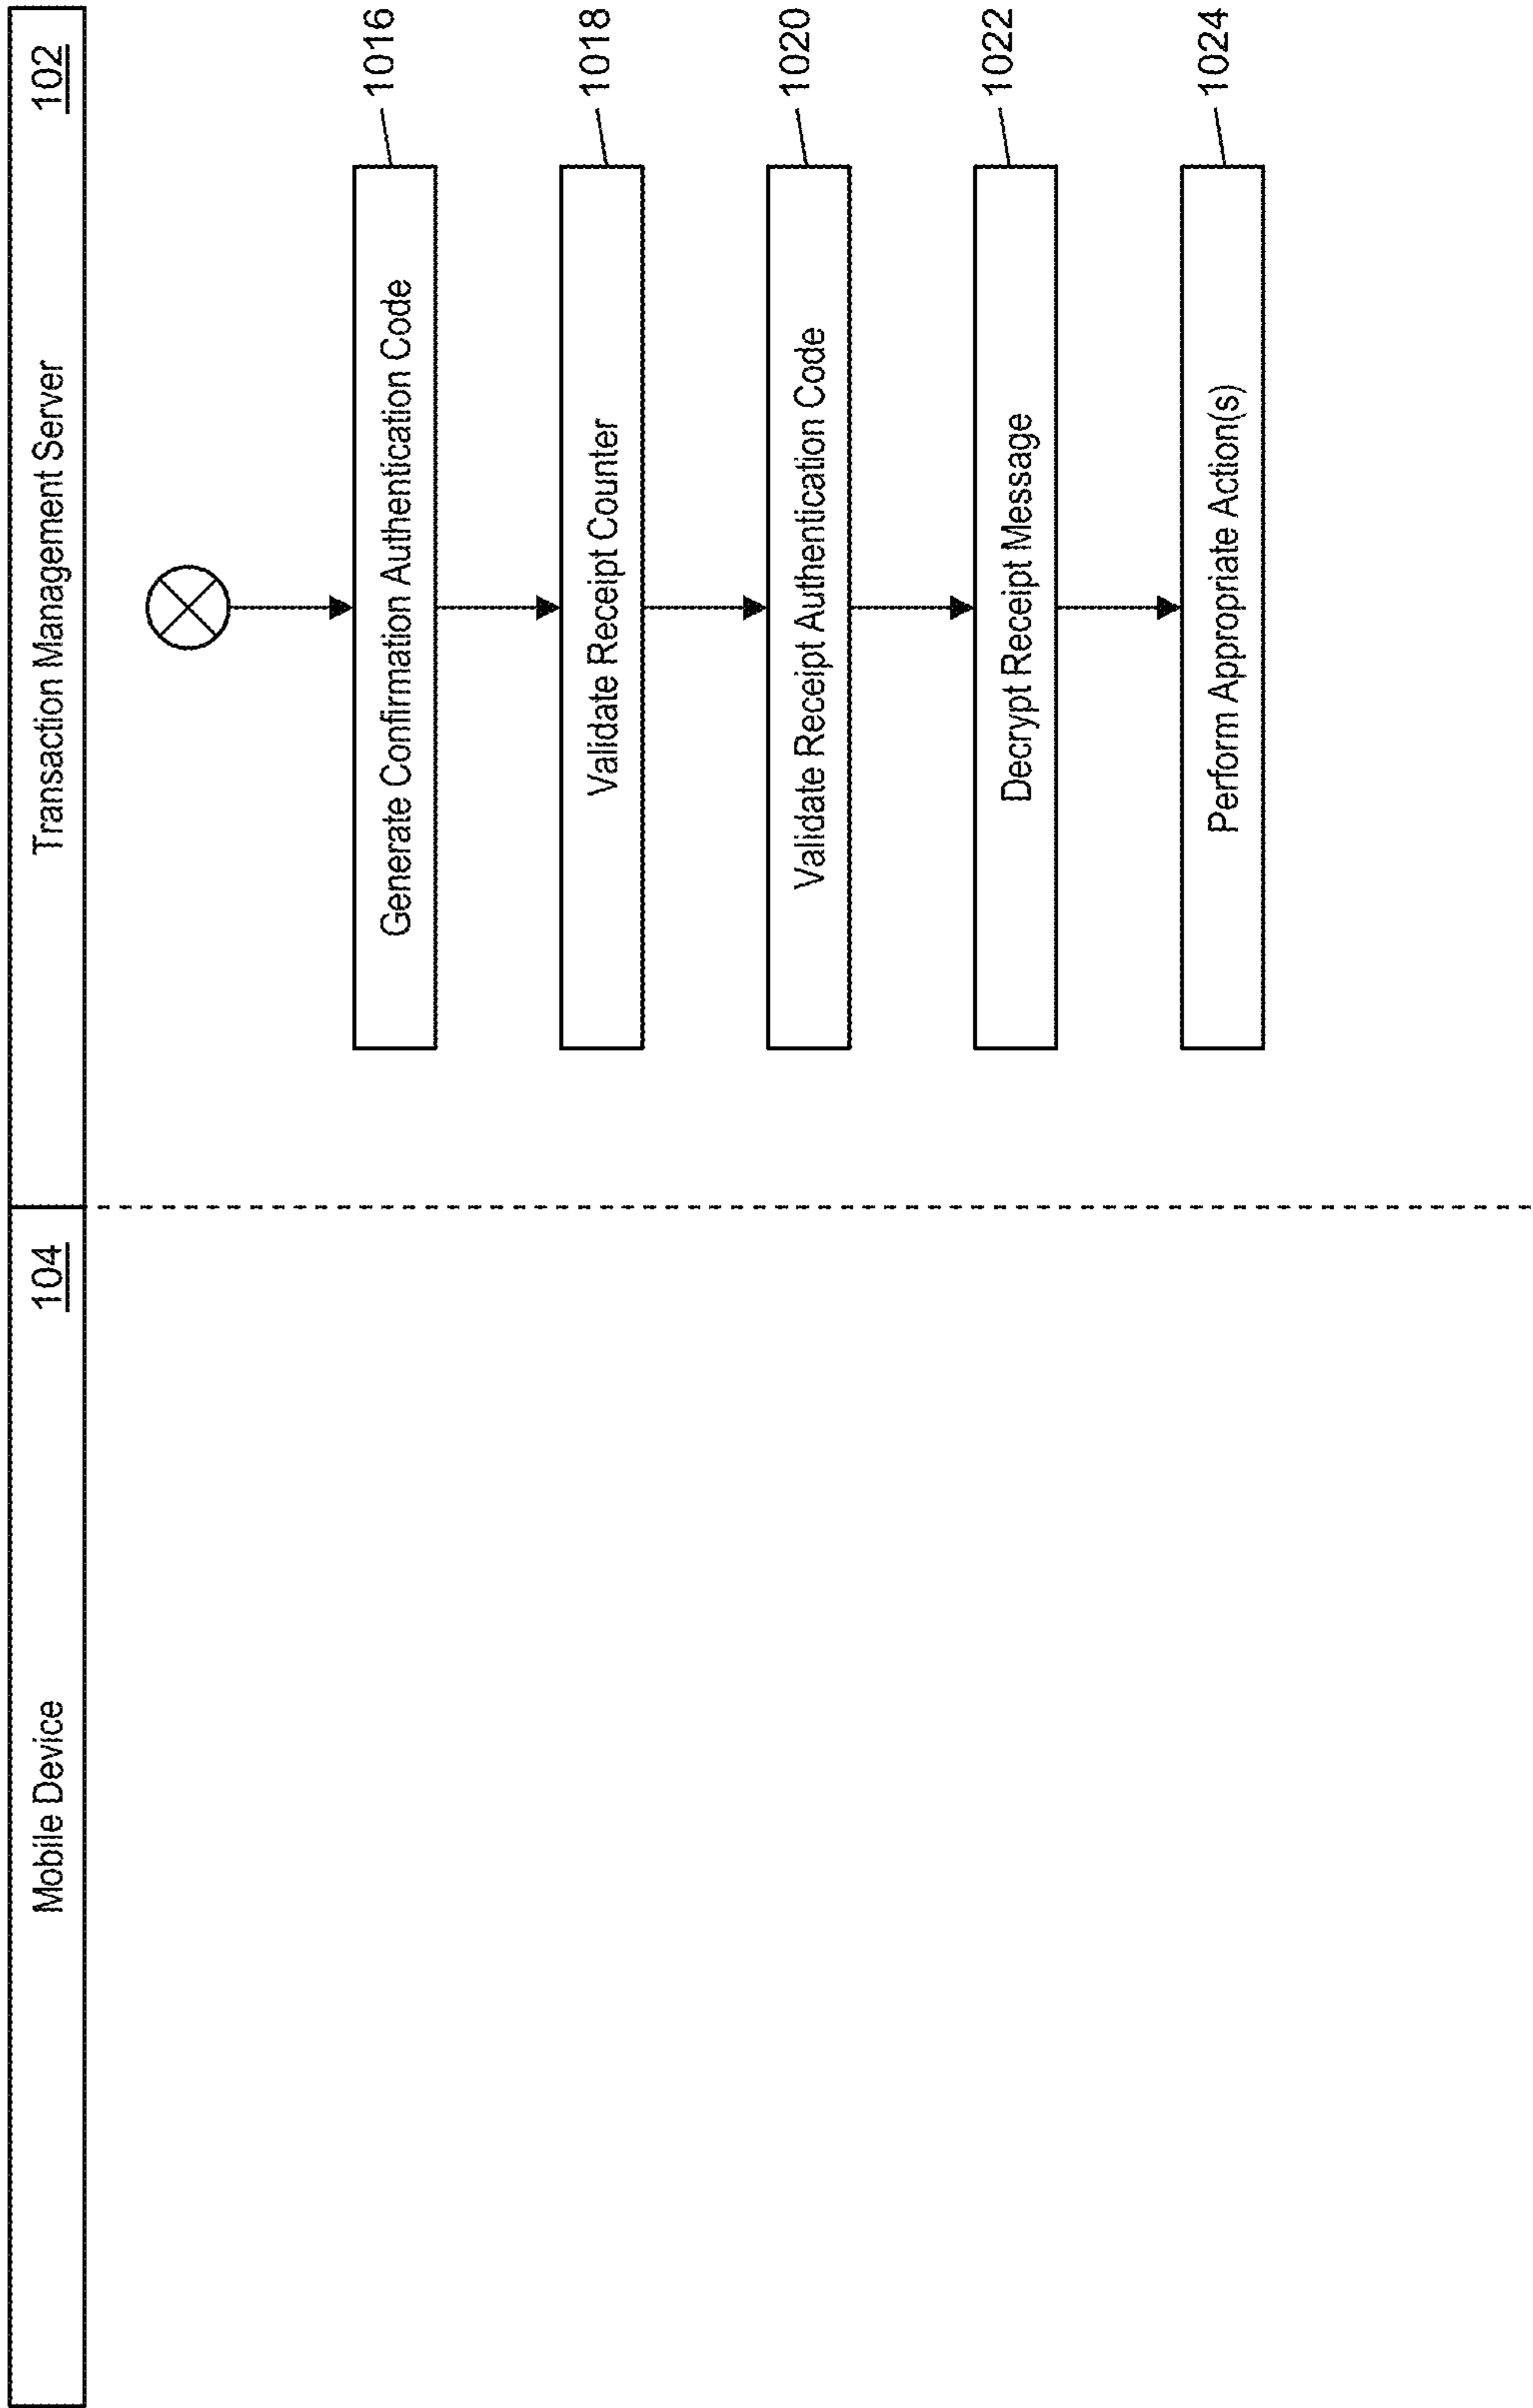 Mobile Device 104
Transaction Management Server 102
Generate Confirmation Authentication Code 1016
Validate Receipt Counter 1018
Validate Receipt Authentication Code 1020
Decrypt Receipt Message 1022
Perform Appropriate Action(s) 1024